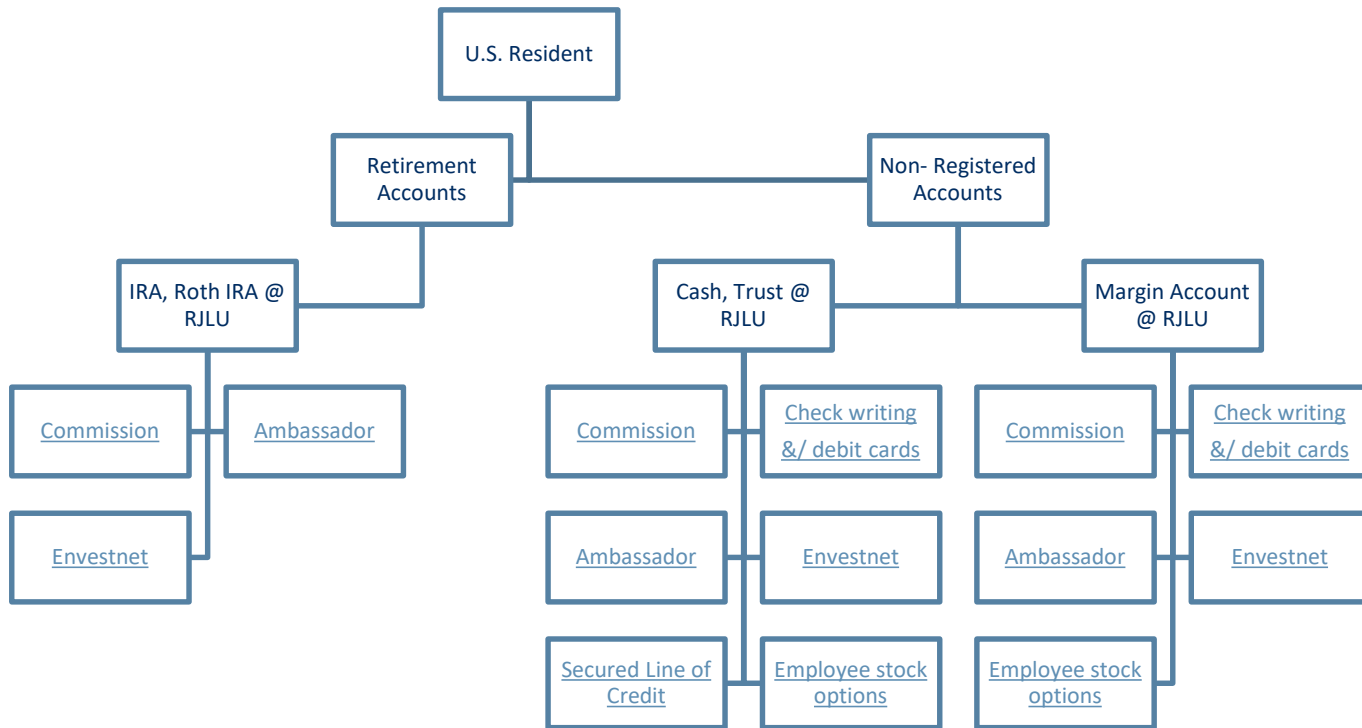 U.S. Resident
Retirement
Accounts
Non- Registered
Accounts
IRA, Roth IRA @
RJLU
Cash, Trust @
RJLU
Margin Account
@ RJLU
Commission
Ambassador
Envestnet
Commission
Check writing
&/ debit cards
Ambassador
Envestnet
Secured Line of
Credit
Employee stock
options
Commission
Check writing
&/ debit cards
Ambassador
Envestnet
Employee stock
options